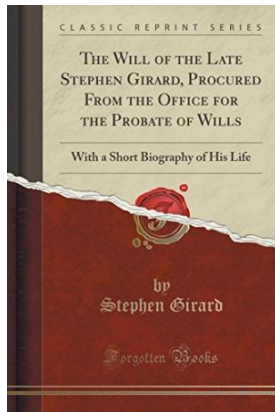 CLASSIC REPRINT SERIES
THE WILL OF THE LATE
STEPHEN GIRARD, PROCURED
FROM THE OFFICE FOR
THE PROBATE OF WILLS
With a Short Biography of His Life
by
Stephen Girard
Forgotten Books